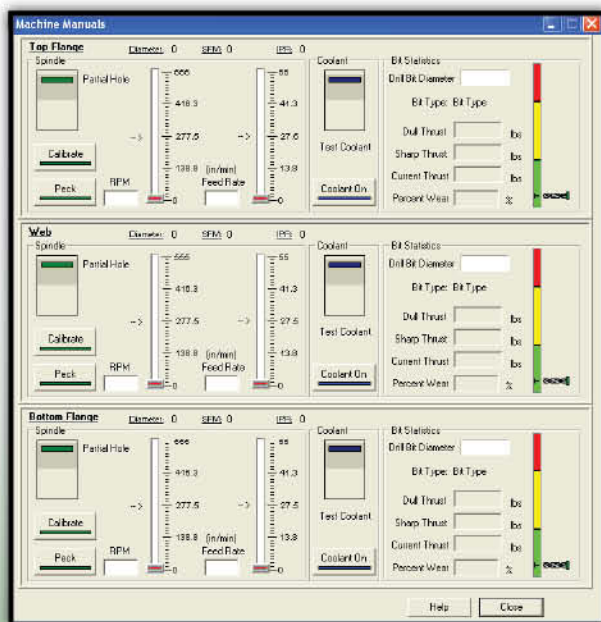 Machine Manuals
Top Flange Diameter: 0 SFM: 0 IPR: 0
Spindle Coolant Bit Statistics
Partial Hole 555 55 Drill Bit Diameter
416.3 41.3 Bit Type: Bit Type
--> 277.5 --> 27.5 Test Coolant Dull Thrust lbs
Calibrate Sharp Thrust lbs
138.8 (in/min) 13.8 Current Thrust lbs
Peck RPM 0 Feed Rate 0 Coolant On Percent Wear %
Web Diameter: 0 SFM: 0 IPR: 0
Spindle Coolant Bit Statistics
Partial Hole 555 55 Drill Bit Diameter
416.3 41.3 Bit Type: Bit Type
--> 277.5 --> 27.5 Test Coolant Dull Thrust lbs
Calibrate Sharp Thrust lbs
138.8 (in/min) 13.8 Current Thrust lbs
Peck RPM 0 Feed Rate 0 Coolant On Percent Wear %
Bottom Flange Diameter: 0 SFM: 0 IPR: 0
Spindle Coolant Bit Statistics
Partial Hole 555 55 Drill Bit Diameter
416.3 41.3 Bit Type: Bit Type
--> 277.5 --> 27.5 Test Coolant Dull Thrust lbs
Calibrate Sharp Thrust lbs
138.8 (in/min) 13.8 Current Thrust lbs
Peck RPM 0 Feed Rate 0 Coolant On Percent Wear %
Help Close